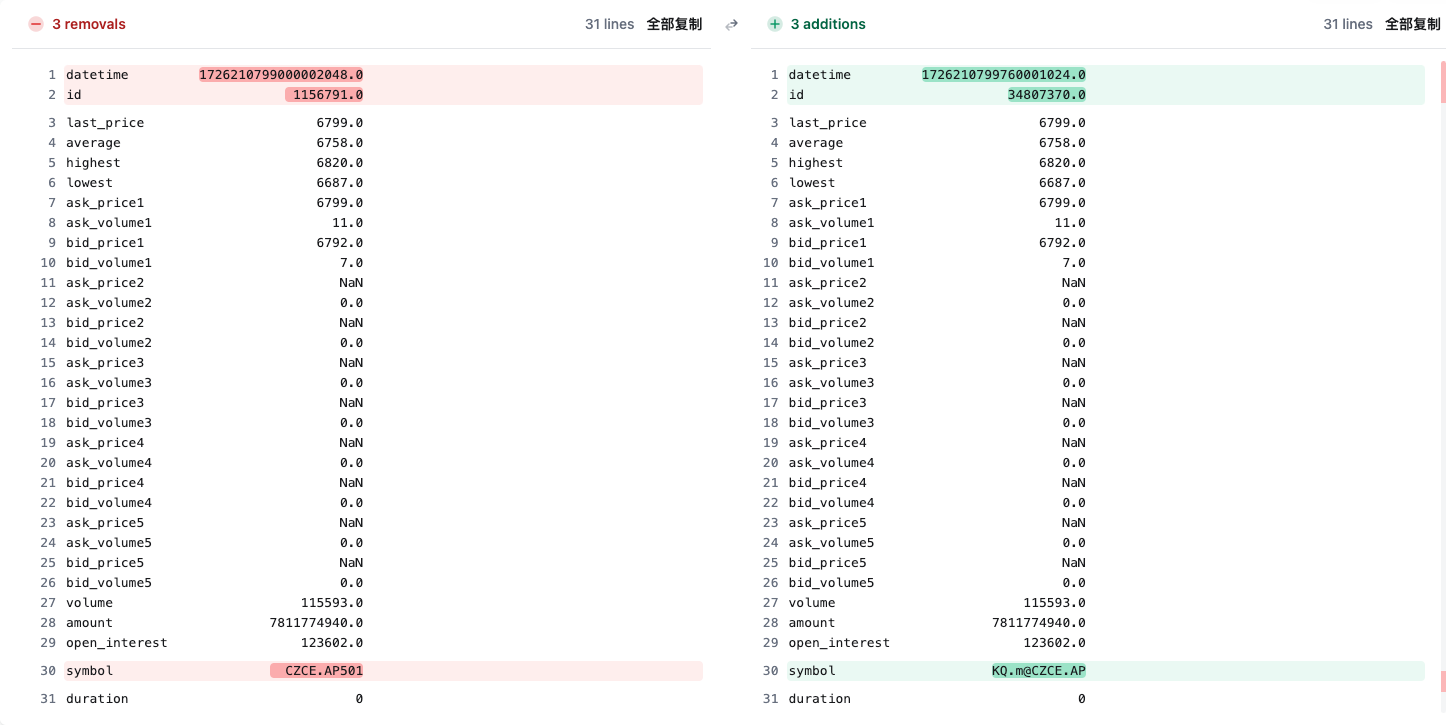 3 removals 31 lines 全部复制 3 additions 31 lines 全部复制
1 datetime 1726210799000002048.0
2 id 1156791.0
3 last_price 6799.0
4 average 6758.0
5 highest 6820.0
6 lowest 6687.0
7 ask_price1 6799.0
8 ask_volume1 11.0
9 bid_price1 6792.0
10 bid_volume1 7.0
11 ask_price2 NaN
12 ask_volume2 0.0
13 bid_price2 NaN
14 bid_volume2 0.0
15 ask_price3 NaN
16 ask_volume3 0.0
17 bid_price3 NaN
18 bid_volume3 0.0
19 ask_price4 NaN
20 ask_volume4 0.0
21 bid_price4 NaN
22 bid_volume4 0.0
23 ask_price5 NaN
24 ask_volume5 0.0
25 bid_price5 NaN
26 bid_volume5 0.0
27 volume 115593.0
28 amount 7811774940.0
29 open_interest 123602.0
30 symbol CZCE.AP501
31 duration 0
1 datetime 1726210799760001024.0
2 id 34807370.0
3 last_price 6799.0
4 average 6758.0
5 highest 6820.0
6 lowest 6687.0
7 ask_price1 6799.0
8 ask_volume1 11.0
9 bid_price1 6792.0
10 bid_volume1 7.0
11 ask_price2 NaN
12 ask_volume2 0.0
13 bid_price2 NaN
14 bid_volume2 0.0
15 ask_price3 NaN
16 ask_volume3 0.0
17 bid_price3 NaN
18 bid_volume3 0.0
19 ask_price4 NaN
20 ask_volume4 0.0
21 bid_price4 NaN
22 bid_volume4 0.0
23 ask_price5 NaN
24 ask_volume5 0.0
25 bid_price5 NaN
26 bid_volume5 0.0
27 volume 115593.0
28 amount 7811774940.0
29 open_interest 123602.0
30 symbol KQ.m@CZCE.AP
31 duration 0